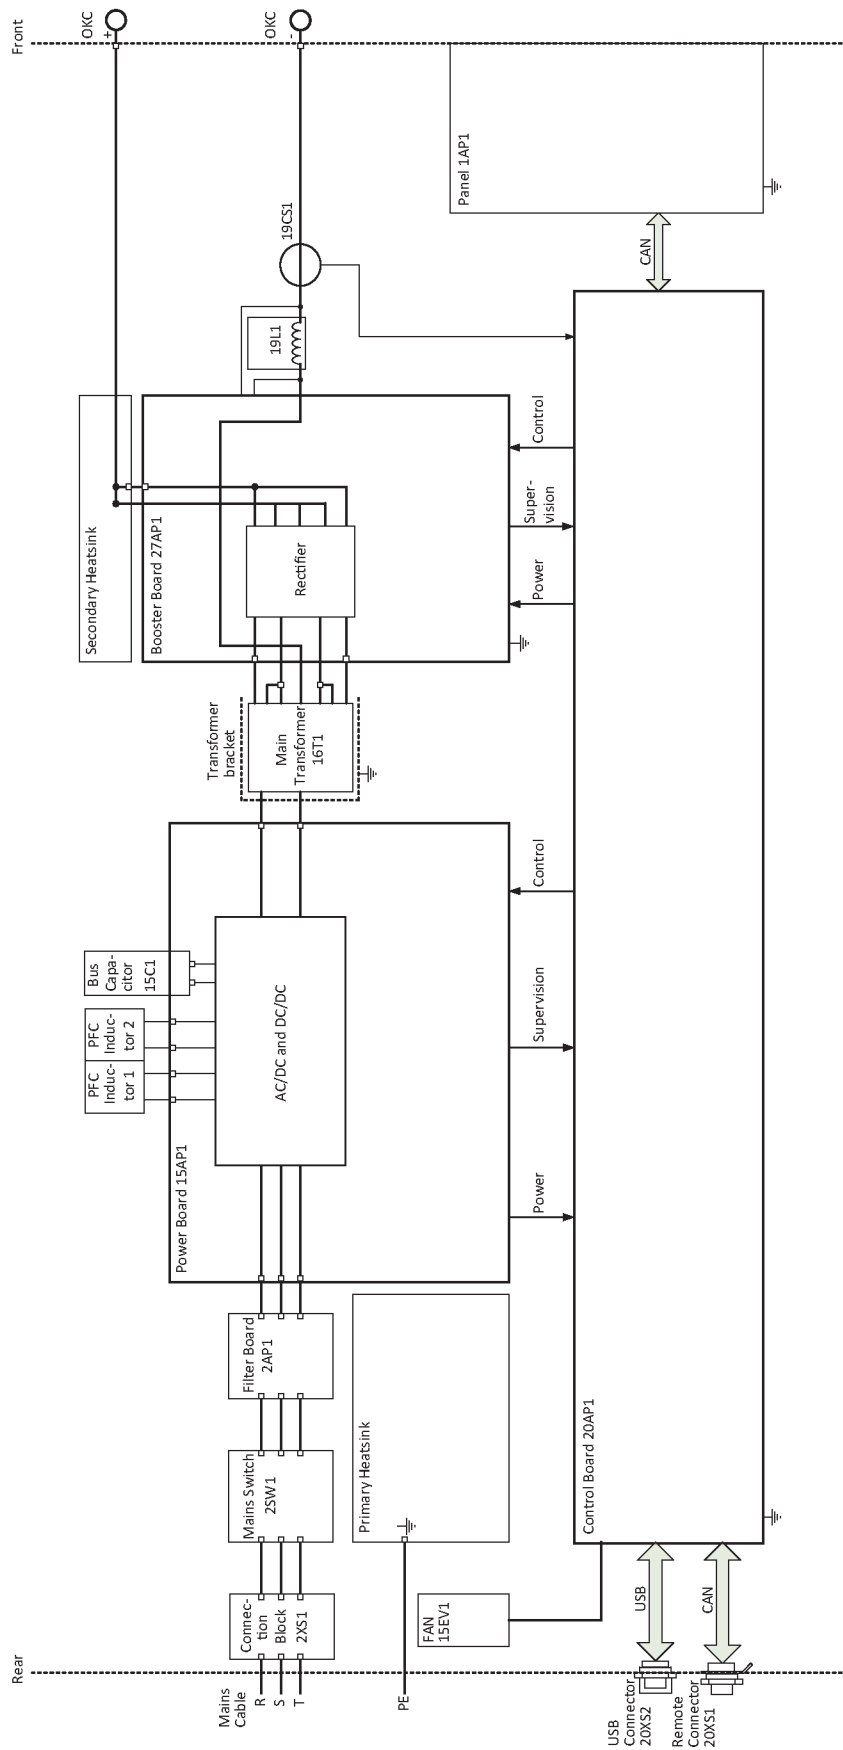 Rear
Front
Mains
Cable
R
S
T
PE
Connec-
tion
Block
2XS1
Mains Switch
2SW1
Filter Board
2AP1
Power Board 15AP1
PFC
Induc-
tor 1
PFC
Induc-
tor 2
Bus
Capa-
citor
15C1
AC/DC and DC/DC
Transformer
bracket
Main
Transformer
16T1
Secondary Heatsink
Booster Board 27AP1
Rectifier
19L1
19CS1
OKC
+
OKC
-
Primary Heatsink
FAN
15EV1
Power
Supervision
Control
Power
Super-
vision
Control
Control Board 20AP1
USB
CAN
CAN
Panel 1AP1
USB
Connector
20XS2
Remote
Connector
20XS1